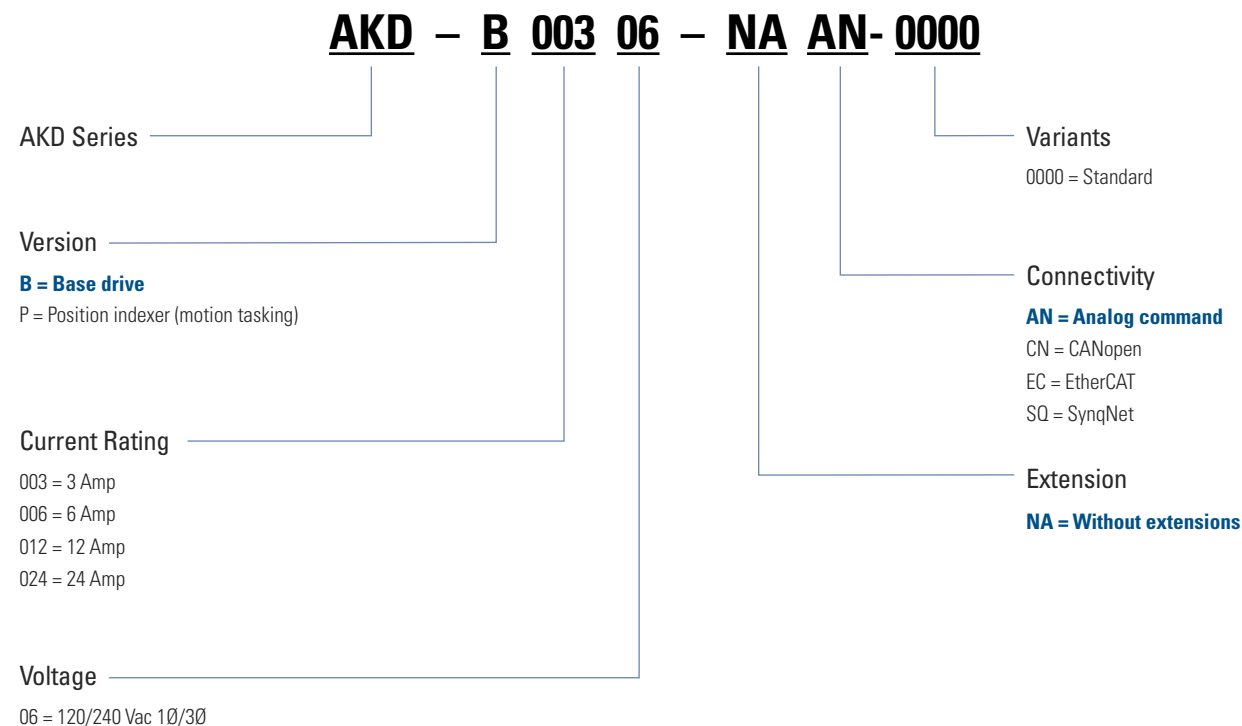 AKD – B 003 06 – NA AN- 0000
AKD Series
Version
B = Base drive
P = Position indexer (motion tasking)
Current Rating
003 = 3 Amp
006 = 6 Amp
012 = 12 Amp
024 = 24 Amp
Voltage
06 = 120/240 Vac 1Ø/3Ø
Variants
0000 = Standard
Connectivity
AN = Analog command
CN = CANopen
EC = EtherCAT
SQ = SynqNet
Extension
NA = Without extensions